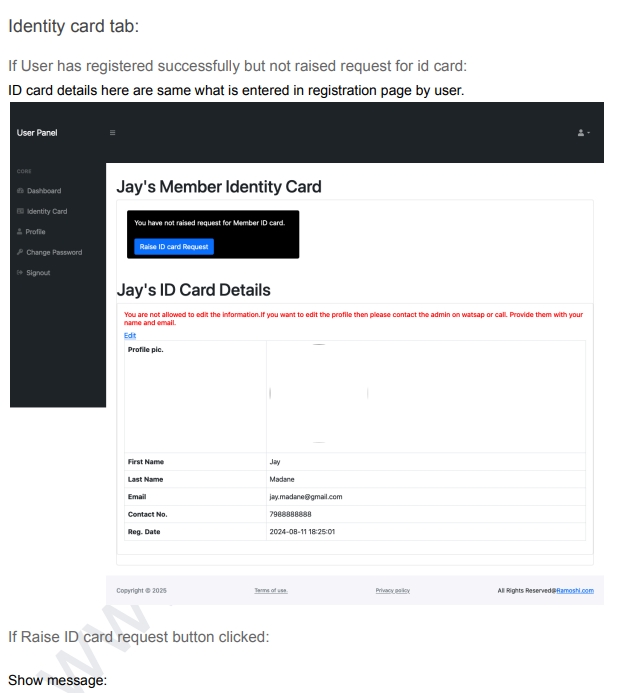 Identity card tab:
If User has registered successfully but not raised request for id card:
ID card details here are same what is entered in registration page by user.
User Panel
CORE
Dashboard
Identity Card
Profile
Change Password
Signout
Jay's Member Identity Card
You have not raised request for Member ID card.
Raise ID card Request
Jay's ID Card Details
You are not allowed to edit the information.If you want to edit the profile then please contact the admin on watsap or call. Provide them with your
name and email.
Edit
Profile pic.
First Name Jay
Last Name Madane
Email jay.madane@gmail.com
Contact No. 7988888888
Reg. Date 2024-08-11 18:25:01
Copyright © 2025 Terms of use. Privacy policy All Rights Reserved@Ramoshi.com
If Raise ID card request button clicked:
Show message: